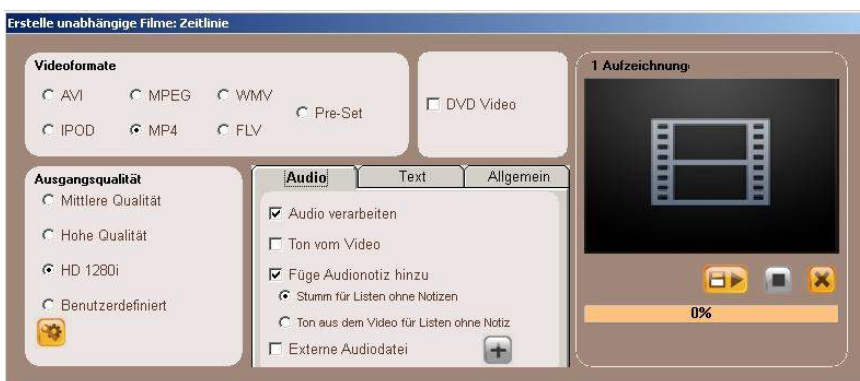 Erstelle unabhängige Filme: Zeitlinie
Videoformate
AVI MPEG WMV
Pre-Set
IPOD MP4 FLV
DVD Video
1 Aufzeichnung:
Ausgangsqualität
Mittlere Qualität
Hohe Qualität
HD 1280i
Benutzerdefiniert
Audio Text Allgemein
Audio verarbeiten
Ton vom Video
Füge Audionotiz hinzu
Stumm für Listen ohne Notizen
Ton aus dem Video für Listen ohne Notiz
Externe Audiodatei
0%